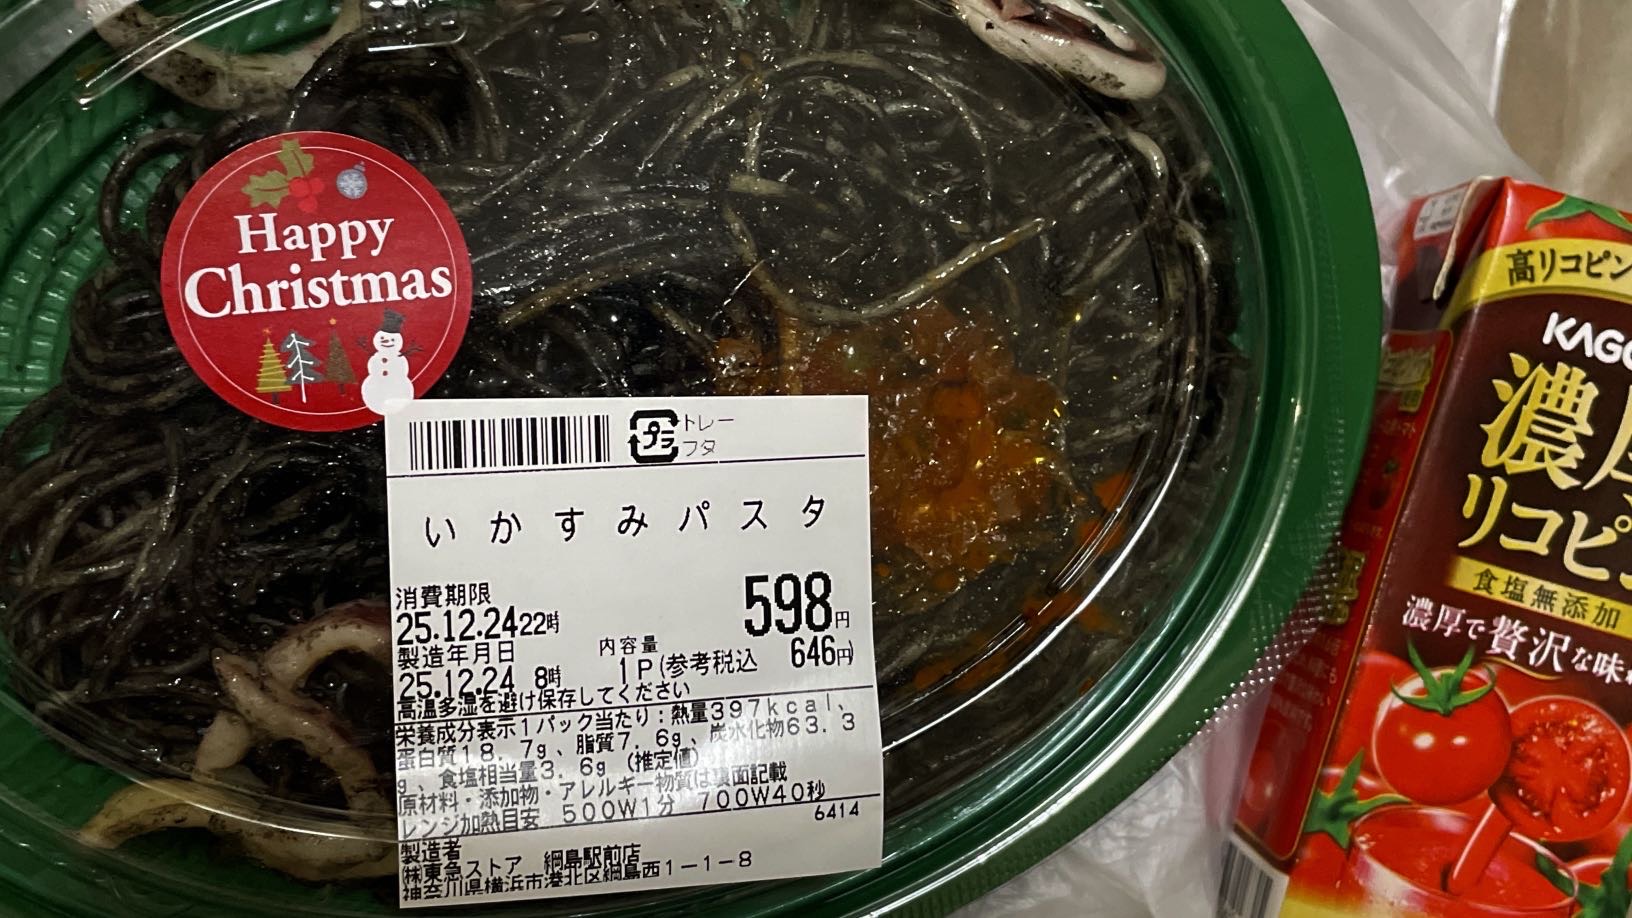 Happy
Christmas
プラ
トレー
フタ
いかすみパスタ
消費期限
25.12.24 22時
598円
製造年月日
内容量
25.12.24 8時
1P(参考税込 646円)
高温多湿を避け保存してください
栄養成分表示1パック当たり:熱量397kcal、
蛋白質18.7g、脂質7.6g、炭水化物63.3
g、食塩相当量3.6g (推定値)
原材料・添加物・アレルギー物質は裏面記載
レンジ加熱目安 500W1分 700W40秒
6414
製造者
㈱東急ストア 綱島駅前店
神奈川県横浜市港北区綱島西1-1-8
高リコピン
KAGO
濃厚
リコピン
食塩無添加
濃厚で贅沢な味わ